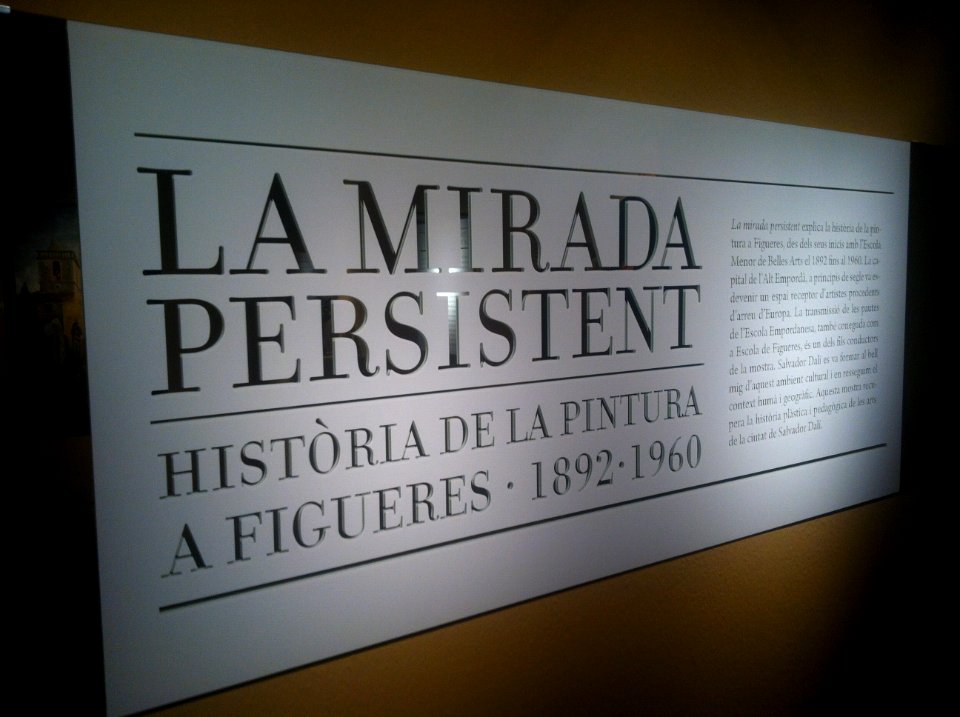 LA MIRADA
PERSISTENT
HISTÒRIA DE LA PINTURA
A FIGUERES · 1892·1960
La mirada persistent explica la història de la pin-
tura a Figueres, des dels seus inicis amb l'Escola
Menor de Belles Arts el 1892 fins al 1960. La ca-
pital de l'Alt Empordà, a principis de segle va es-
devenir un espai receptor d'artistes procedents
d'arreu d'Europa. La transmissió de les pautes
de l'Escola Empordanesa, també coneguda com
a Escola de Figueres, és un dels fils conductors
de la mostra. Salvador Dalí es va formar al bell
mig d'aquest ambient cultural i en resseguim el
context humà i geogràfic. Aquesta mostra recu-
pera la història plàstica i pedagògica de les arts
de la ciutat de Salvador Dalí.